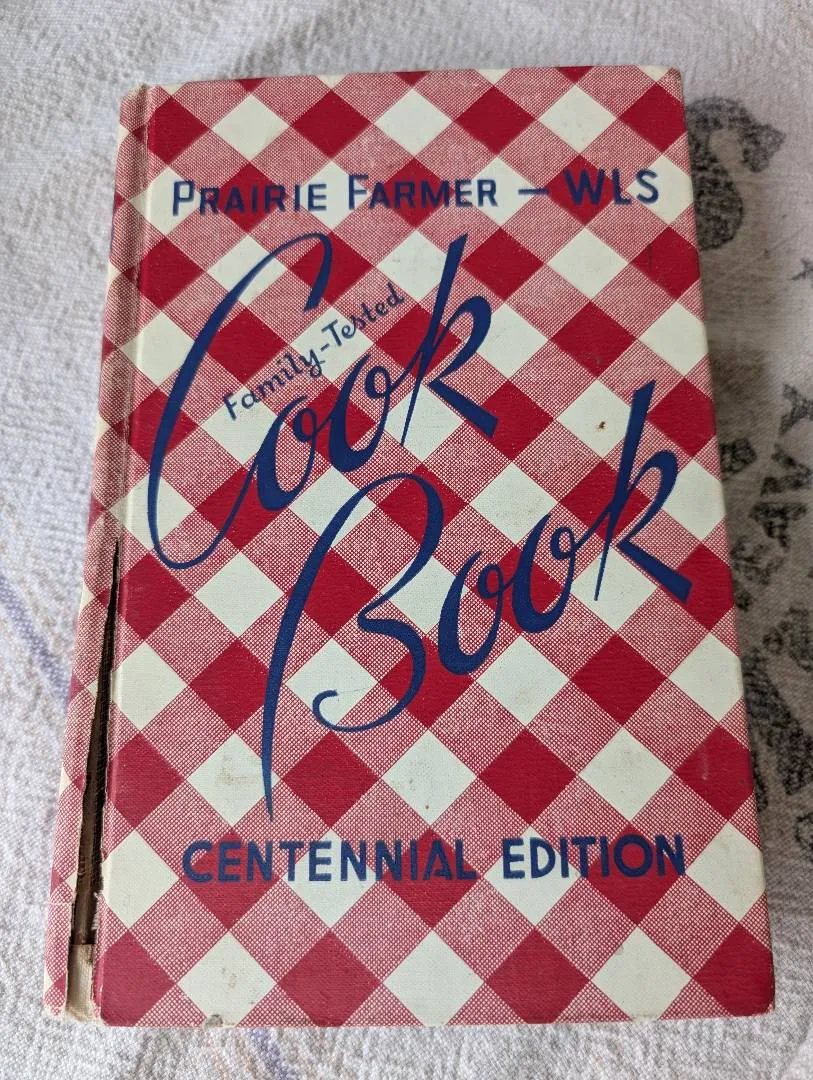 PRAIRIE FARMER – WLS
Family-Tested
Cook
Book
CENTENNIAL EDITION